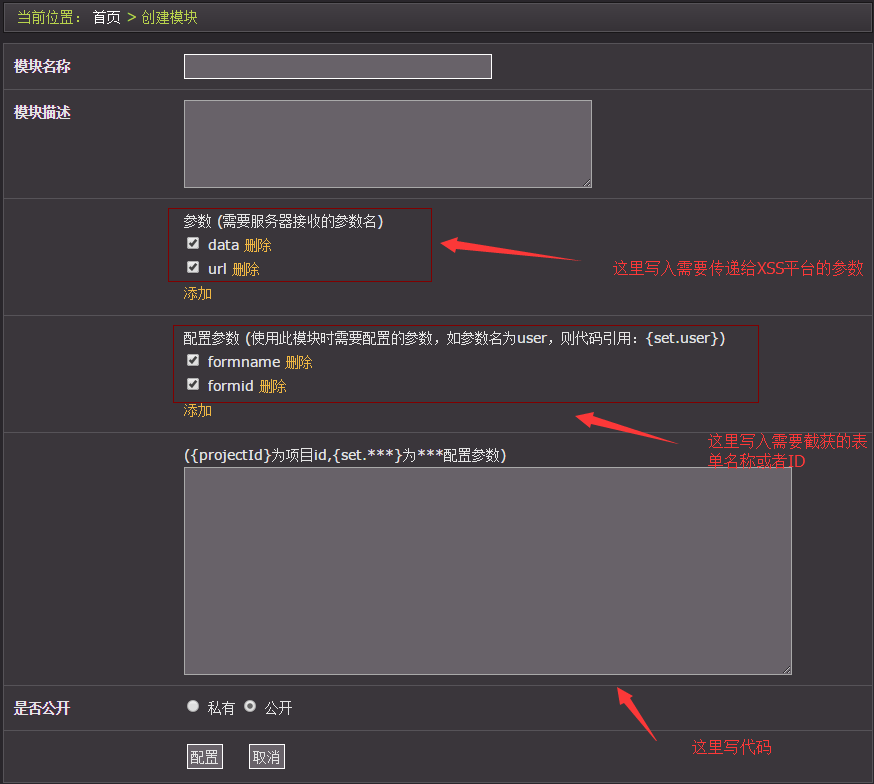 当前位置： 首页 > 创建模块
模块名称
模块描述
参数 (需要服务器接收的参数名)
data 删除
url 删除
添加
这里写入需要传递给XSS平台的参数
配置参数 (使用此模块时需要配置的参数，如参数名为user，则代码引用：{set.user})
formname 删除
formid 删除
添加
这里写入需要截获的表
单名称或者ID
({projectId}为项目id,{set.***}为***配置参数)
是否公开
私有 公开
这里写代码
配置 取消